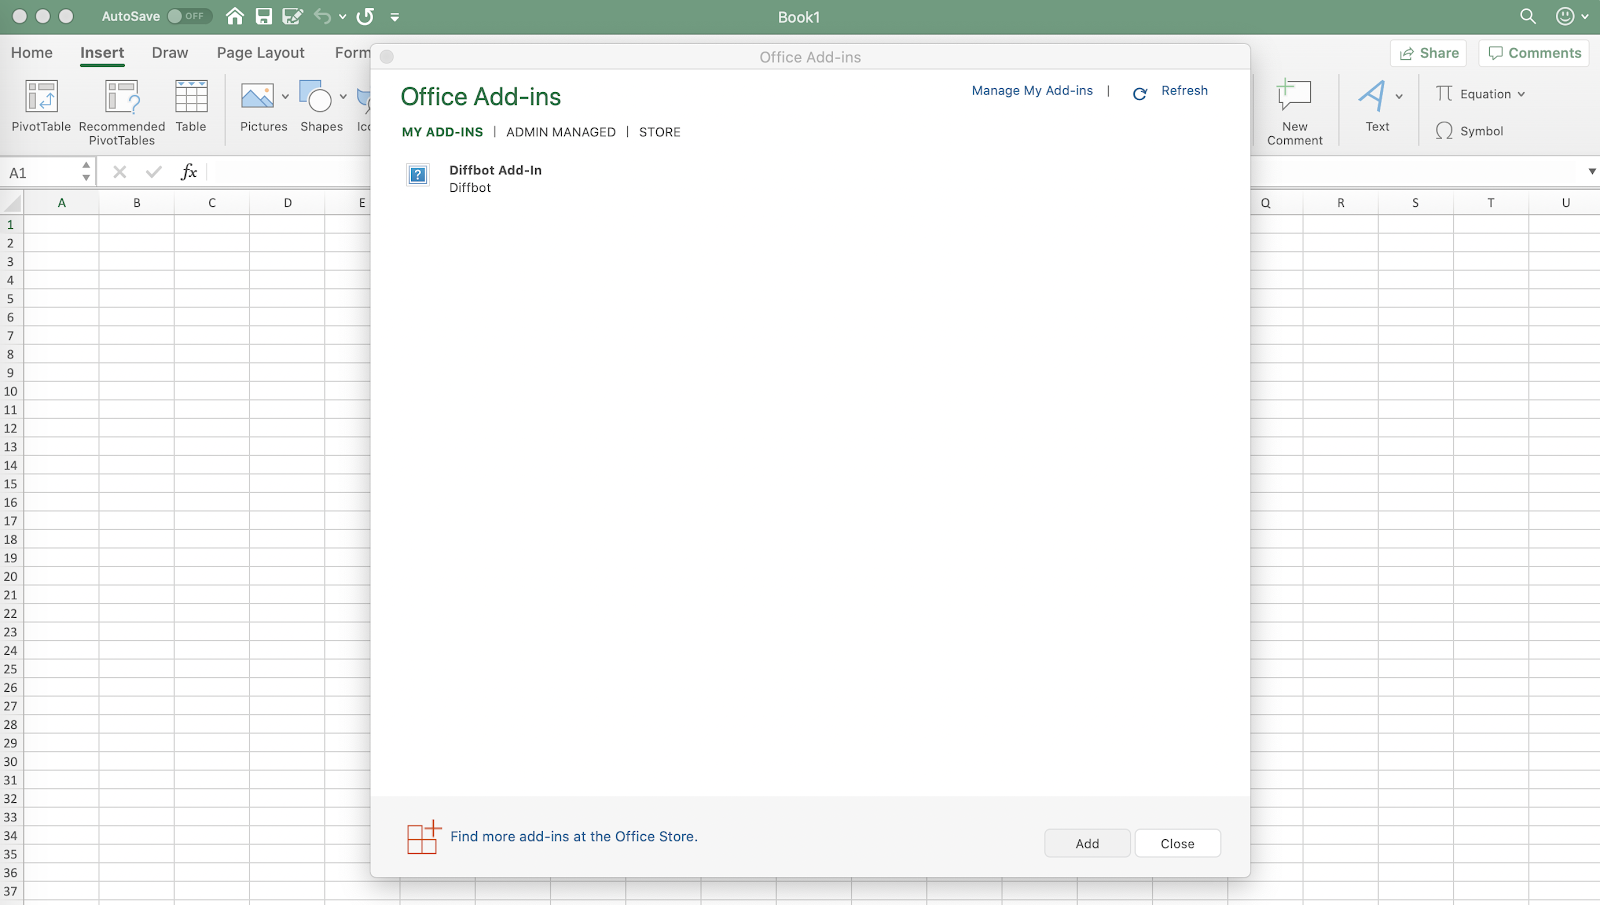 AutoSave OFF
Book1
Home Insert Draw Page Layout Form
Share Comments
PivotTable
Recommended
PivotTables
Table
Pictures
Shapes
Ico
New
Comment
Text
Equation
Symbol
A1
fx
Office Add-ins
Office Add-ins
Manage My Add-ins | Refresh
MY ADD-INS | ADMIN MANAGED | STORE
? Diffbot Add-In
Diffbot
A B C D E Q R S T U
1
2
3
4
5
6
7
8
9
10
11
12
13
14
15
16
17
18
19
20
21
22
23
24
25
26
27
28
29
30
31
32
33
34
35
36
37
Find more add-ins at the Office Store.
Add Close